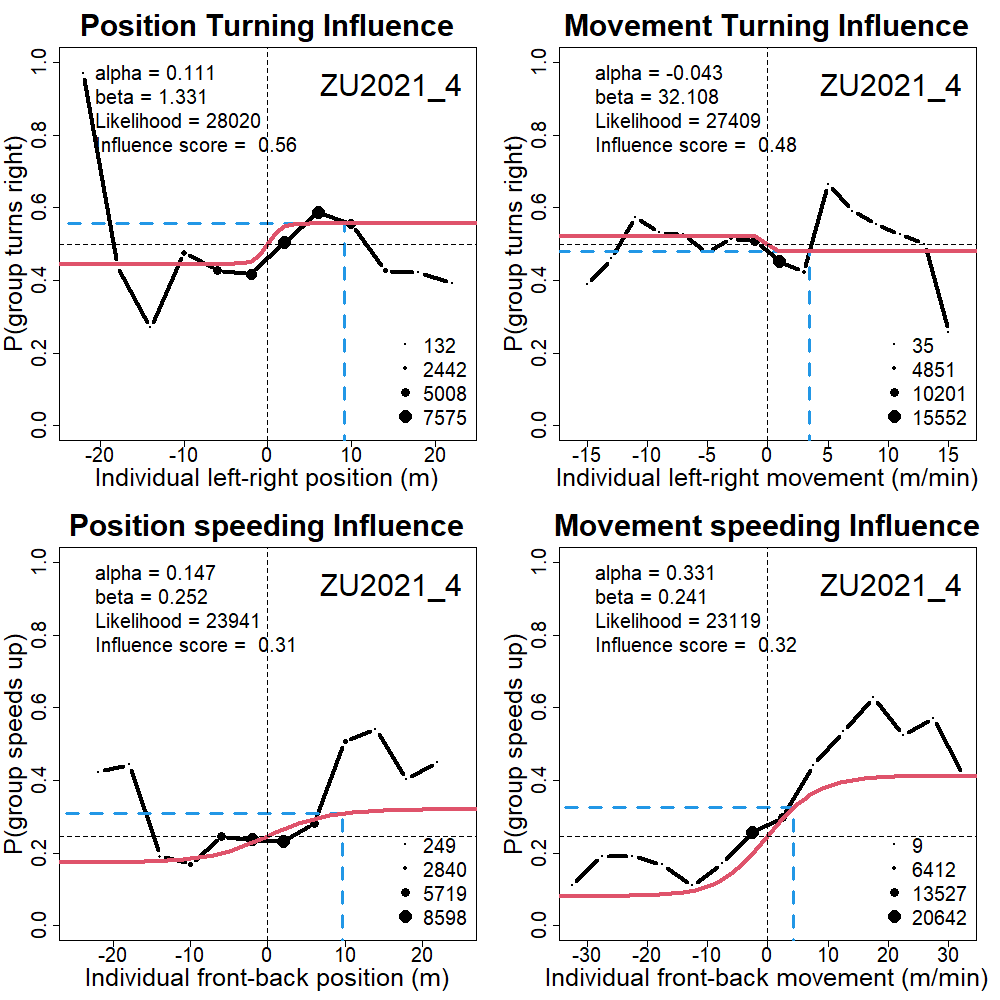 Position Turning Influence
P(group turns right)
1.0
0.8
0.6
0.4
0.2
0.0
alpha = 0.111
beta = 1.331
Likelihood = 28020
Influence score =  0.56
ZU2021_4
132
2442
5008
7575
-20 -10 0 10 20
Individual left-right position (m)
Movement Turning Influence
P(group turns right)
1.0
0.8
0.6
0.4
0.2
0.0
alpha = -0.043
beta = 32.108
Likelihood = 27409
Influence score =  0.48
ZU2021_4
35
4851
10201
15552
-15 -10 -5 0 5 10 15
Individual left-right movement (m/min)
Position speeding Influence
P(group speeds up)
1.0
0.8
0.6
0.4
0.2
0.0
alpha = 0.147
beta = 0.252
Likelihood = 23941
Influence score =  0.31
ZU2021_4
249
2840
5719
8598
-20 -10 0 10 20
Individual front-back position (m)
Movement speeding Influence
P(group speeds up)
1.0
0.8
0.6
0.4
0.2
0.0
alpha = 0.331
beta = 0.241
Likelihood = 23119
Influence score =  0.32
ZU2021_4
9
6412
13527
20642
-30 -20 -10 0 10 20 30
Individual front-back movement (m/min)